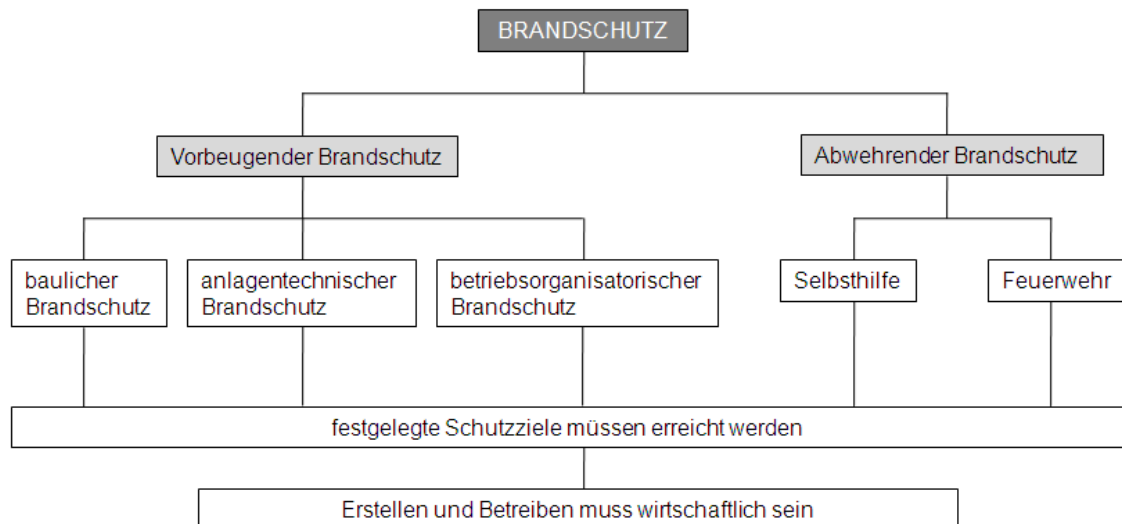 BRANDSCHUTZ
Vorbeugender Brandschutz
Abwehrender Brandschutz
baulicher
Brandschutz
anlagentechnischer
Brandschutz
betriebsorganisatorischer
Brandschutz
Selbsthilfe
Feuerwehr
festgelegte Schutzziele müssen erreicht werden
Erstellen und Betreiben muss wirtschaftlich sein